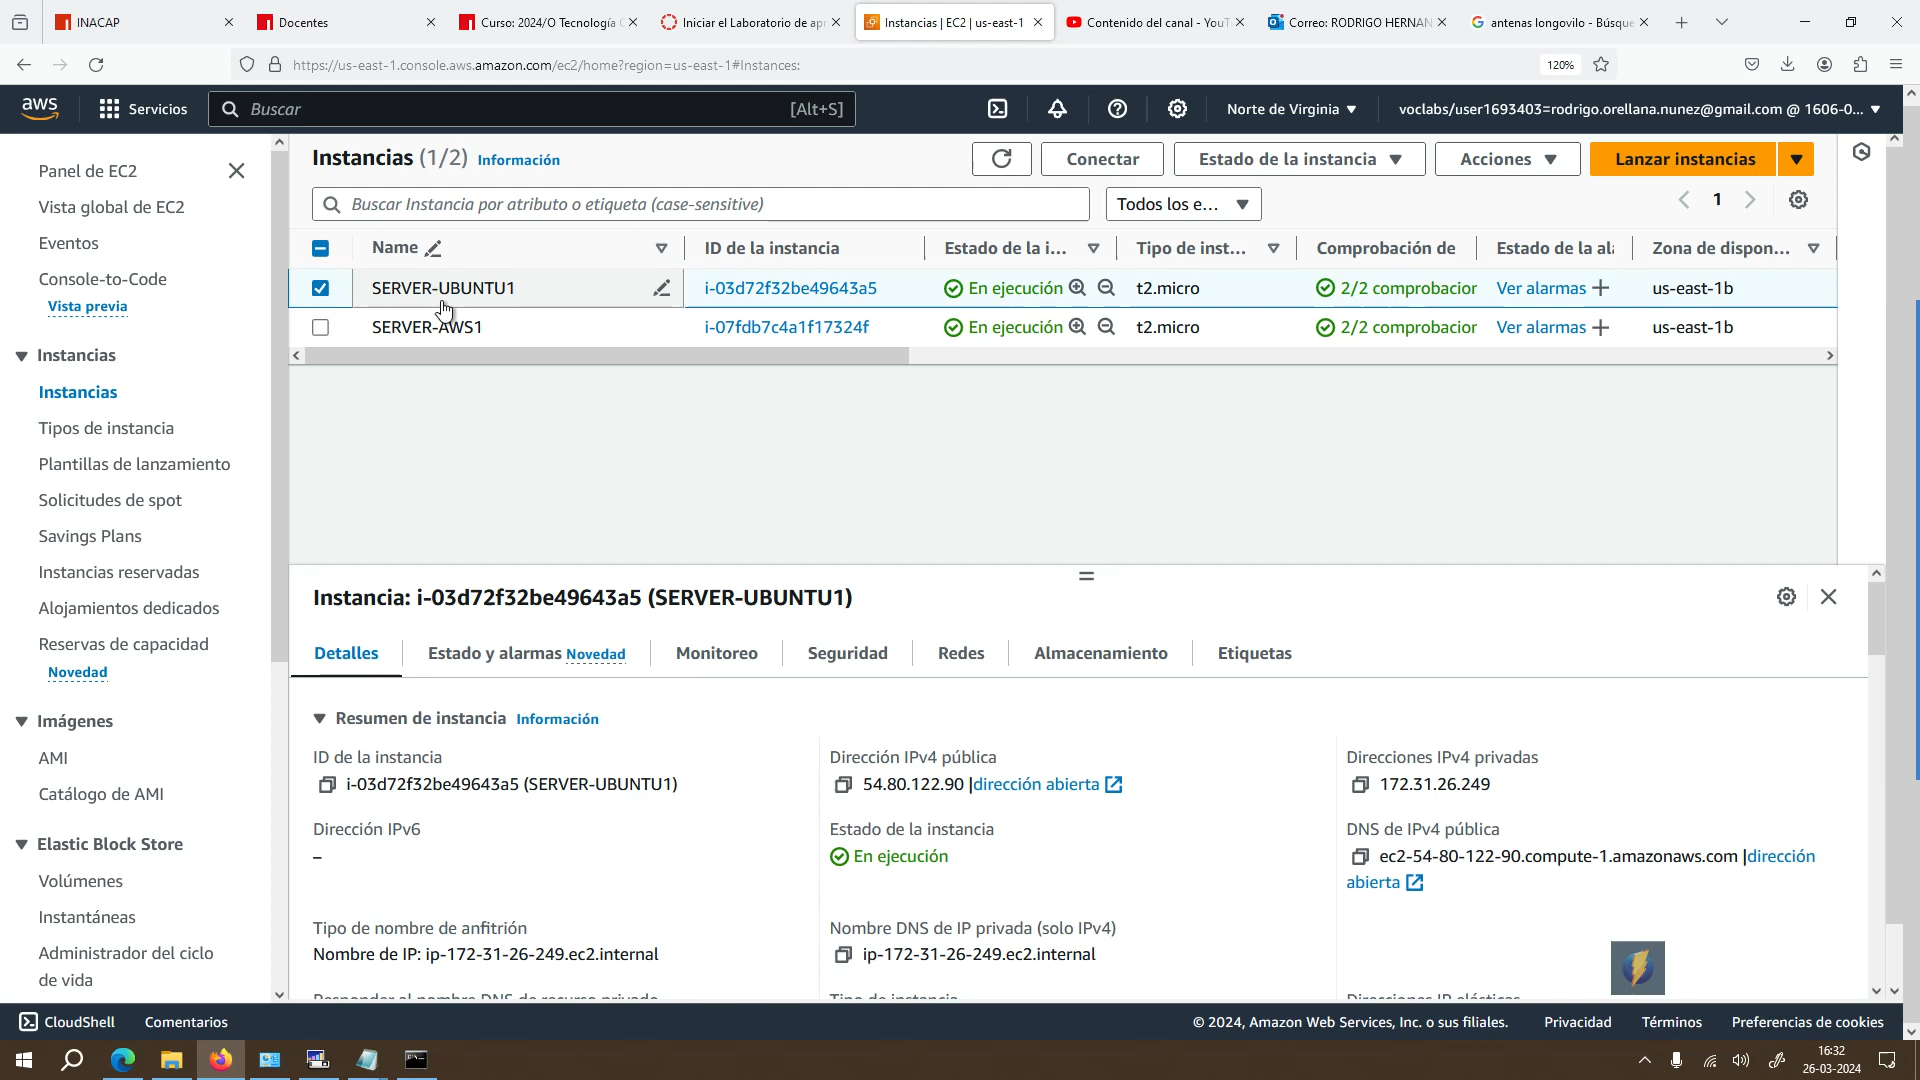 INACAP
Docentes
Curso: 2024/O Tecnología C
Iniciar el Laboratorio de apr
Instancias | EC2 | us-east-1
Contenido del canal - YouT
Correo: RODRIGO HERNAN
antenas longovilo - Búsque
https://us-east-1.console.aws.amazon.com/ec2/home?region=us-east-1#Instances:
120%
aws
Servicios
Buscar
[Alt+S]
Norte de Virginia
voclabs/user1693403=rodrigo.orellana.nunez@gmail.com @ 1606-0...
Panel de EC2
Vista global de EC2
Eventos
Console-to-Code
Vista previa
Instancias
Instancias
Tipos de instancia
Plantillas de lanzamiento
Solicitudes de spot
Savings Plans
Instancias reservadas
Alojamientos dedicados
Reservas de capacidad
Novedad
Imágenes
AMI
Catálogo de AMI
Elastic Block Store
Volúmenes
Instantáneas
Administrador del ciclo
de vida
Instancias (1/2) Información
Conectar
Estado de la instancia
Acciones
Lanzar instancias
Buscar Instancia por atributo o etiqueta (case-sensitive)
Todos los e...
1
Name
ID de la instancia
Estado de la i...
Tipo de inst...
Comprobación de
Estado de la ala
Zona de dispon...
SERVER-UBUNTU1
i-03d72f32be49643a5
En ejecución
t2.micro
2/2 comprobacior
Ver alarmas
us-east-1b
SERVER-AWS1
i-07fdb7c4a1f17324f
En ejecución
t2.micro
2/2 comprobacior
Ver alarmas
us-east-1b
Instancia: i-03d72f32be49643a5 (SERVER-UBUNTU1)
Detalles
Estado y alarmas Novedad
Monitoreo
Seguridad
Redes
Almacenamiento
Etiquetas
Resumen de instancia Información
ID de la instancia
i-03d72f32be49643a5 (SERVER-UBUNTU1)
Dirección IPv4 pública
54.80.122.90 |dirección abierta
Direcciones IPv4 privadas
172.31.26.249
Dirección IPv6
–
Estado de la instancia
En ejecución
DNS de IPv4 pública
ec2-54-80-122-90.compute-1.amazonaws.com |dirección
abierta
Tipo de nombre de anfitrión
Nombre de IP: ip-172-31-26-249.ec2.internal
Nombre DNS de IP privada (solo IPv4)
ip-172-31-26-249.ec2.internal
Responder al nombre DNS de recurso privado
Tipo de instancia
Direcciones IP elásticas
CloudShell
Comentarios
© 2024, Amazon Web Services, Inc. o sus filiales.
Privacidad
Términos
Preferencias de cookies
16:32
26-03-2024